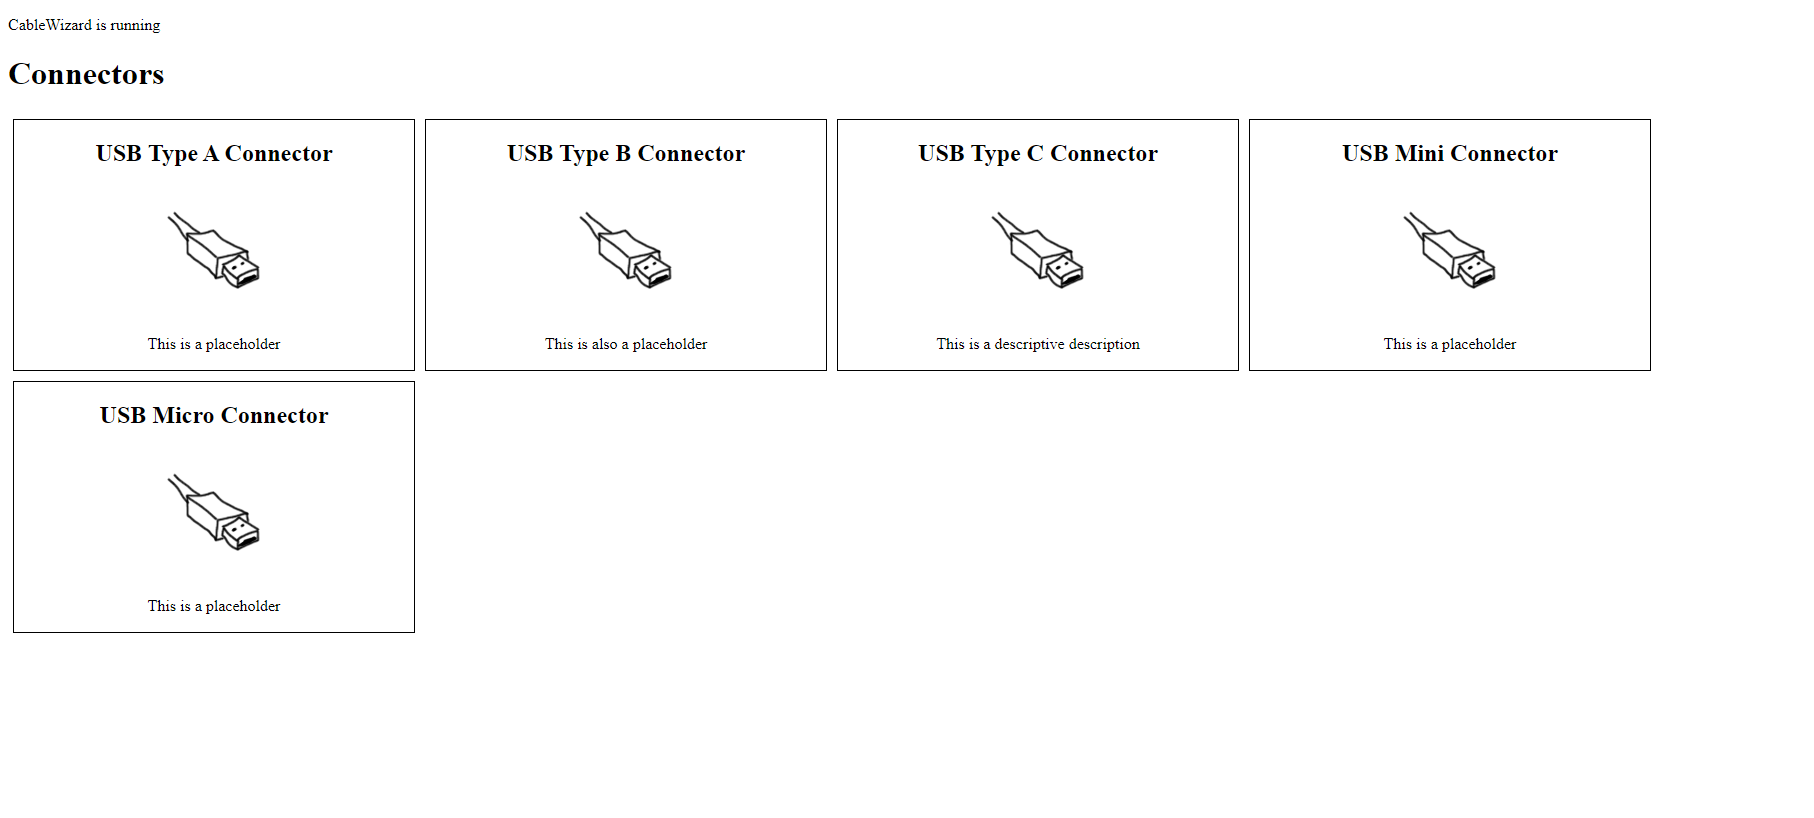 CableWizard is running
Connectors
USB Type A Connector
This is a placeholder
USB Type B Connector
This is also a placeholder
USB Type C Connector
This is a descriptive description
USB Mini Connector
This is a placeholder
USB Micro Connector
This is a placeholder